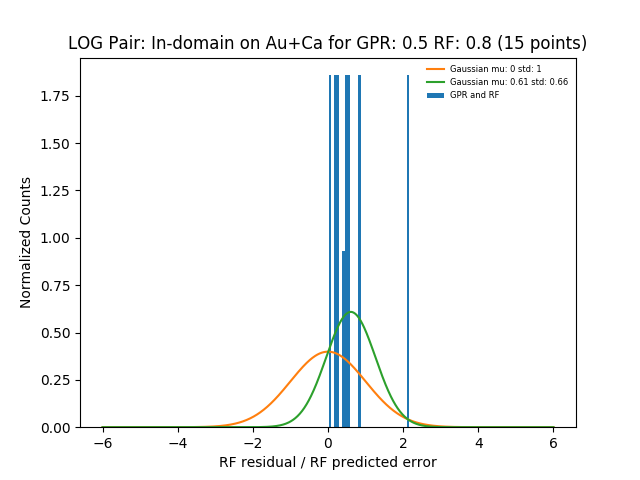 LOG Pair: In-domain on Au+Ca for GPR: 0.5 RF: 0.8 (15 points)
Gaussian mu: 0 std: 1
Gaussian mu: 0.61 std: 0.66
GPR and RF
Normalized Counts
1.75
1.50
1.25
1.00
0.75
0.50
0.25
0.00
−6
−4
−2
0
2
4
6
RF residual / RF predicted error